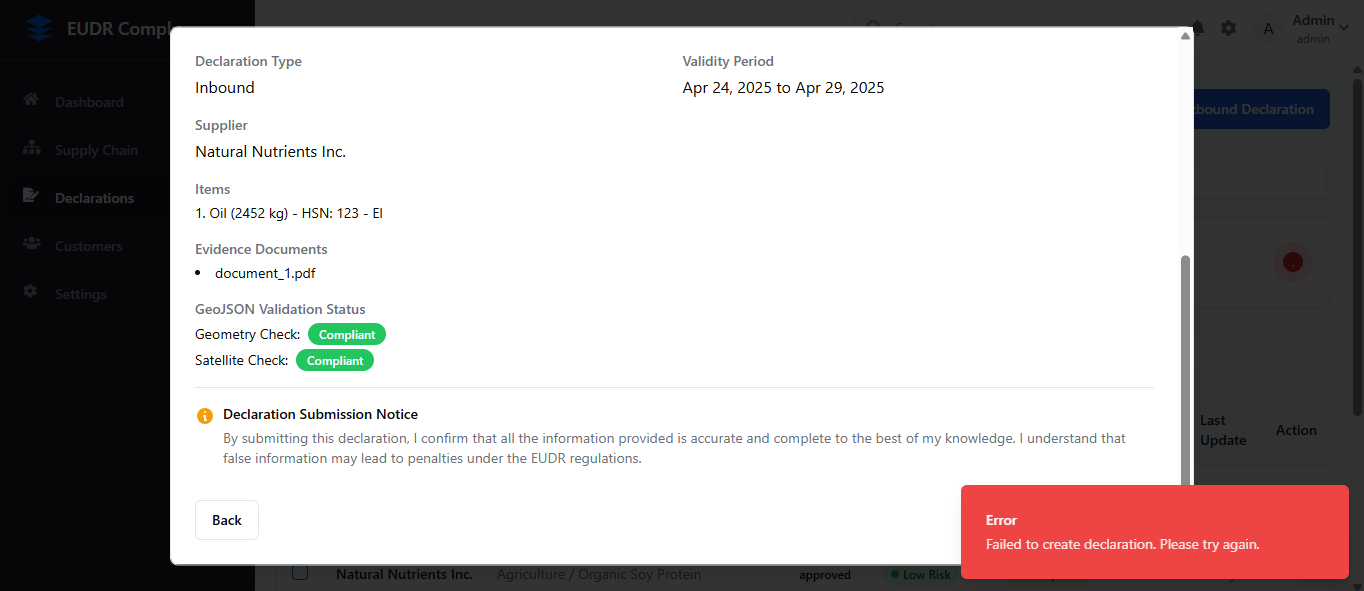 EUDR Compl
Admin
admin
A
Dashboard
Supply Chain
Declarations
Customers
Settings
bound Declaration
Declaration Type
Inbound
Validity Period
Apr 24, 2025 to Apr 29, 2025
Supplier
Natural Nutrients Inc.
Items
1. Oil (2452 kg) - HSN: 123 - EI
Evidence Documents
• document_1.pdf
GeoJSON Validation Status
Geometry Check: Compliant
Satellite Check: Compliant
Declaration Submission Notice
By submitting this declaration, I confirm that all the information provided is accurate and complete to the best of my knowledge. I understand that
false information may lead to penalties under the EUDR regulations.
Back
Last
Update
Action
Error
Failed to create declaration. Please try again.
Natural Nutrients Inc.
Agriculture / Organic Soy Protein
approved
Low Risk